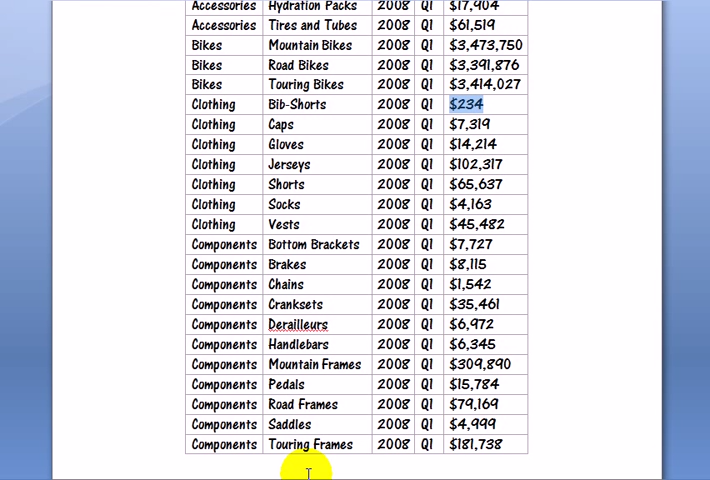 Accessories Hydration Packs 2008 Q1 $17,904
Accessories Tires and Tubes 2008 Q1 $61,519
Bikes Mountain Bikes 2008 Q1 $3,473,750
Bikes Road Bikes 2008 Q1 $3,391,876
Bikes Touring Bikes 2008 Q1 $3,414,027
Clothing Bib-Shorts 2008 Q1 $234
Clothing Caps 2008 Q1 $7,319
Clothing Gloves 2008 Q1 $14,214
Clothing Jerseys 2008 Q1 $102,317
Clothing Shorts 2008 Q1 $65,637
Clothing Socks 2008 Q1 $4,163
Clothing Vests 2008 Q1 $45,482
Components Bottom Brackets 2008 Q1 $7,727
Components Brakes 2008 Q1 $8,115
Components Chains 2008 Q1 $1,542
Components Cranksets 2008 Q1 $35,461
Components Derailleurs 2008 Q1 $6,972
Components Handlebars 2008 Q1 $6,345
Components Mountain Frames 2008 Q1 $309,890
Components Pedals 2008 Q1 $15,784
Components Road Frames 2008 Q1 $79,169
Components Saddles 2008 Q1 $4,999
Components Touring Frames 2008 Q1 $181,738